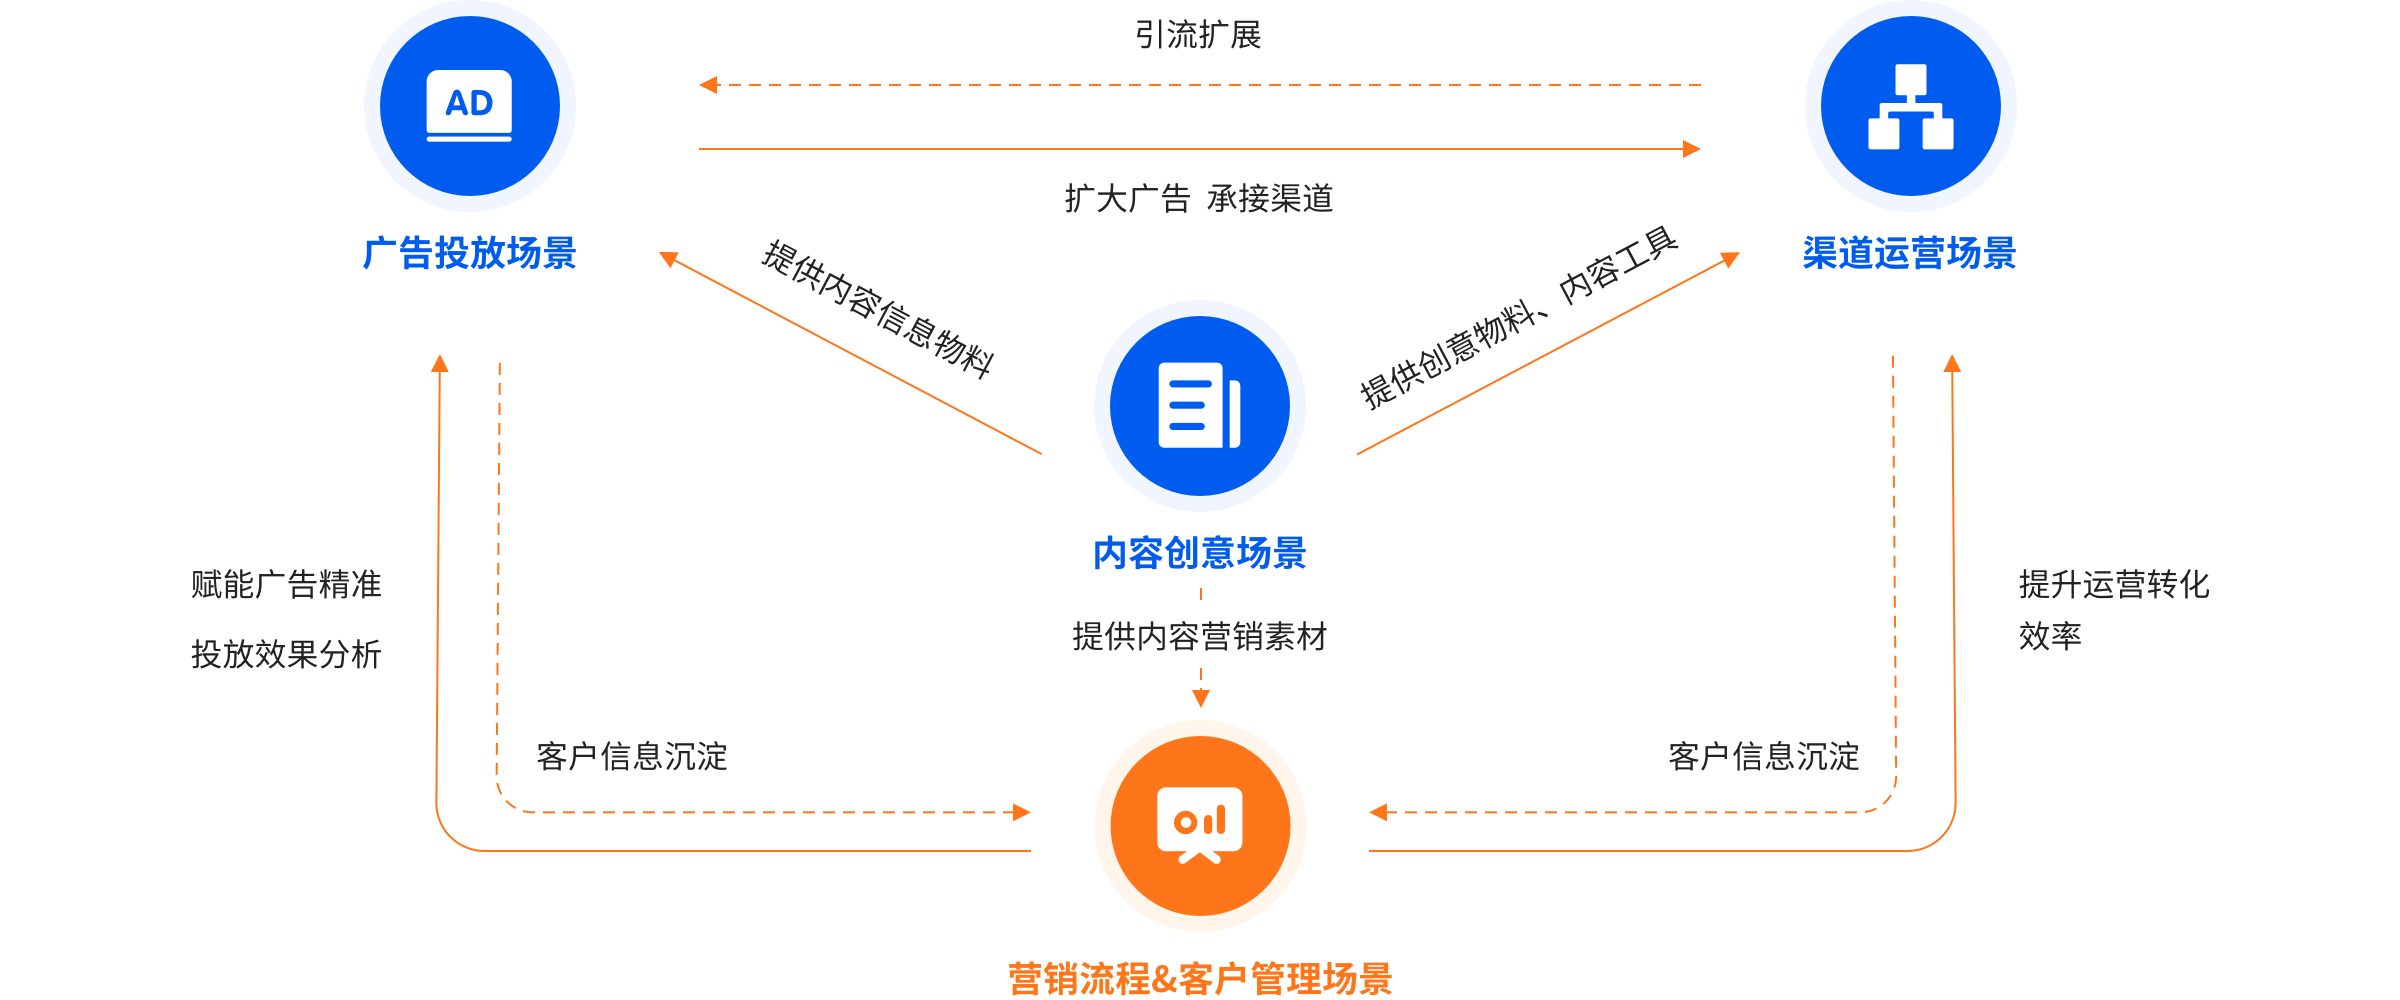 引流扩展
AD
扩大广告 承接渠道
广告投放场景
渠道运营场景
提供内容信息物料
提供创意物料、内容工具
内容创意场景
赋能广告精准
投放效果分析
提供内容营销素材
提升运营转化
效率
客户信息沉淀
客户信息沉淀
营销流程&客户管理场景